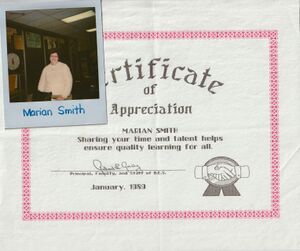 Marian Smith
Certificate
of
Appreciation
MARIAN SMITH
Sharing your time and talent helps
ensure quality learning for all.
Principal, Faculty, and Staff of
January, 1989